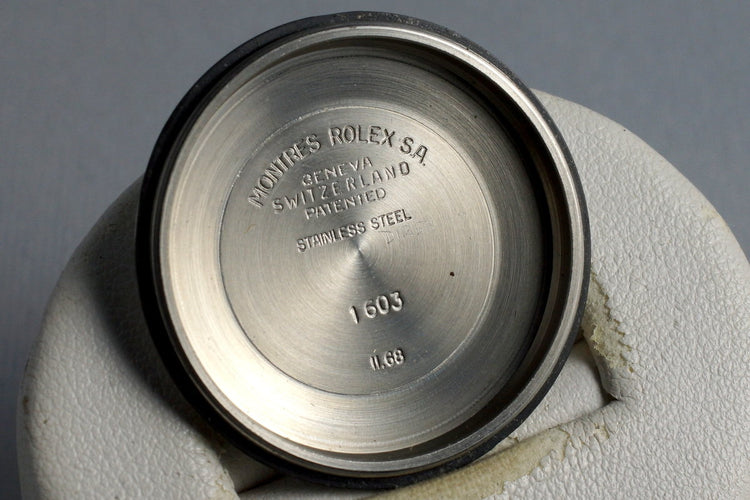 MONTRES ROLEX S.A.
GENEVA
SWITZERLAND
PATENTED
STAINLESS STEEL
1603
II.68